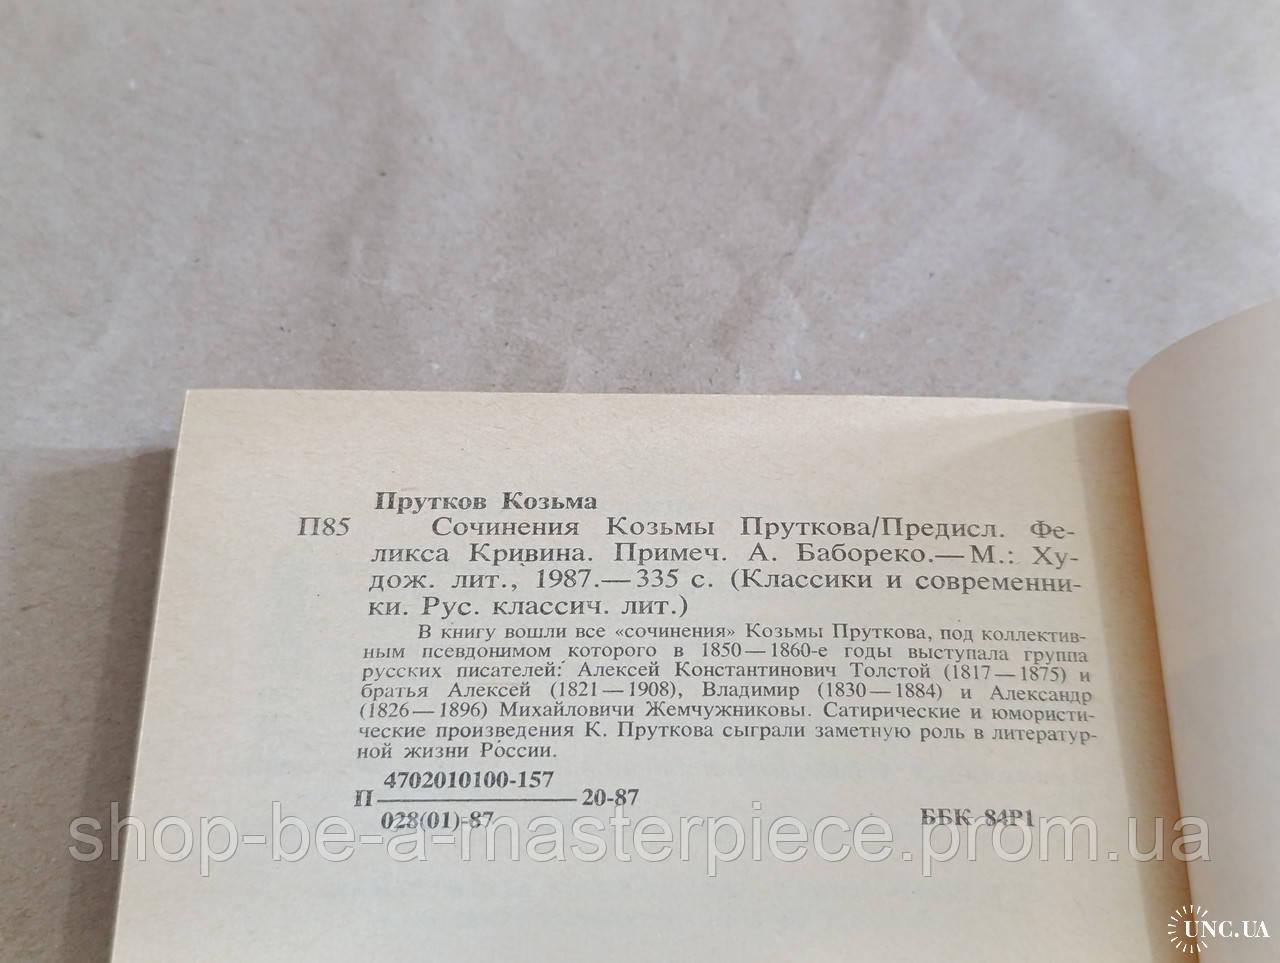 Прутков Козьма
П85 Сочинения Козьмы Пруткова/Предисл. Фе-
ликса Кривина. Примеч. А. Бабореко.—М.: Ху-
дож. лит., 1987.—335 с. (Классики и современни-
ки. Рус. классич. лит.)
В книгу вошли все «сочинения» Козьмы Пруткова, под коллектив-
ным псевдонимом которого в 1850—1860-е годы выступала группа
русских писателей: Алексей Константинович Толстой (1817—1875) и
братья Алексей (1821—1908), Владимир (1830—1884) и Александр
(1826—1896) Михайловичи Жемчужниковы. Сатирические и юмористи-
ческие произведения К. Пруткова сыграли заметную роль в литератур-
ной жизни России.
4702010100-157
П 20-87
028(01)-87 ББК 84Р1
shop-be-a-masterpiece.prom.ua
UNC.UA